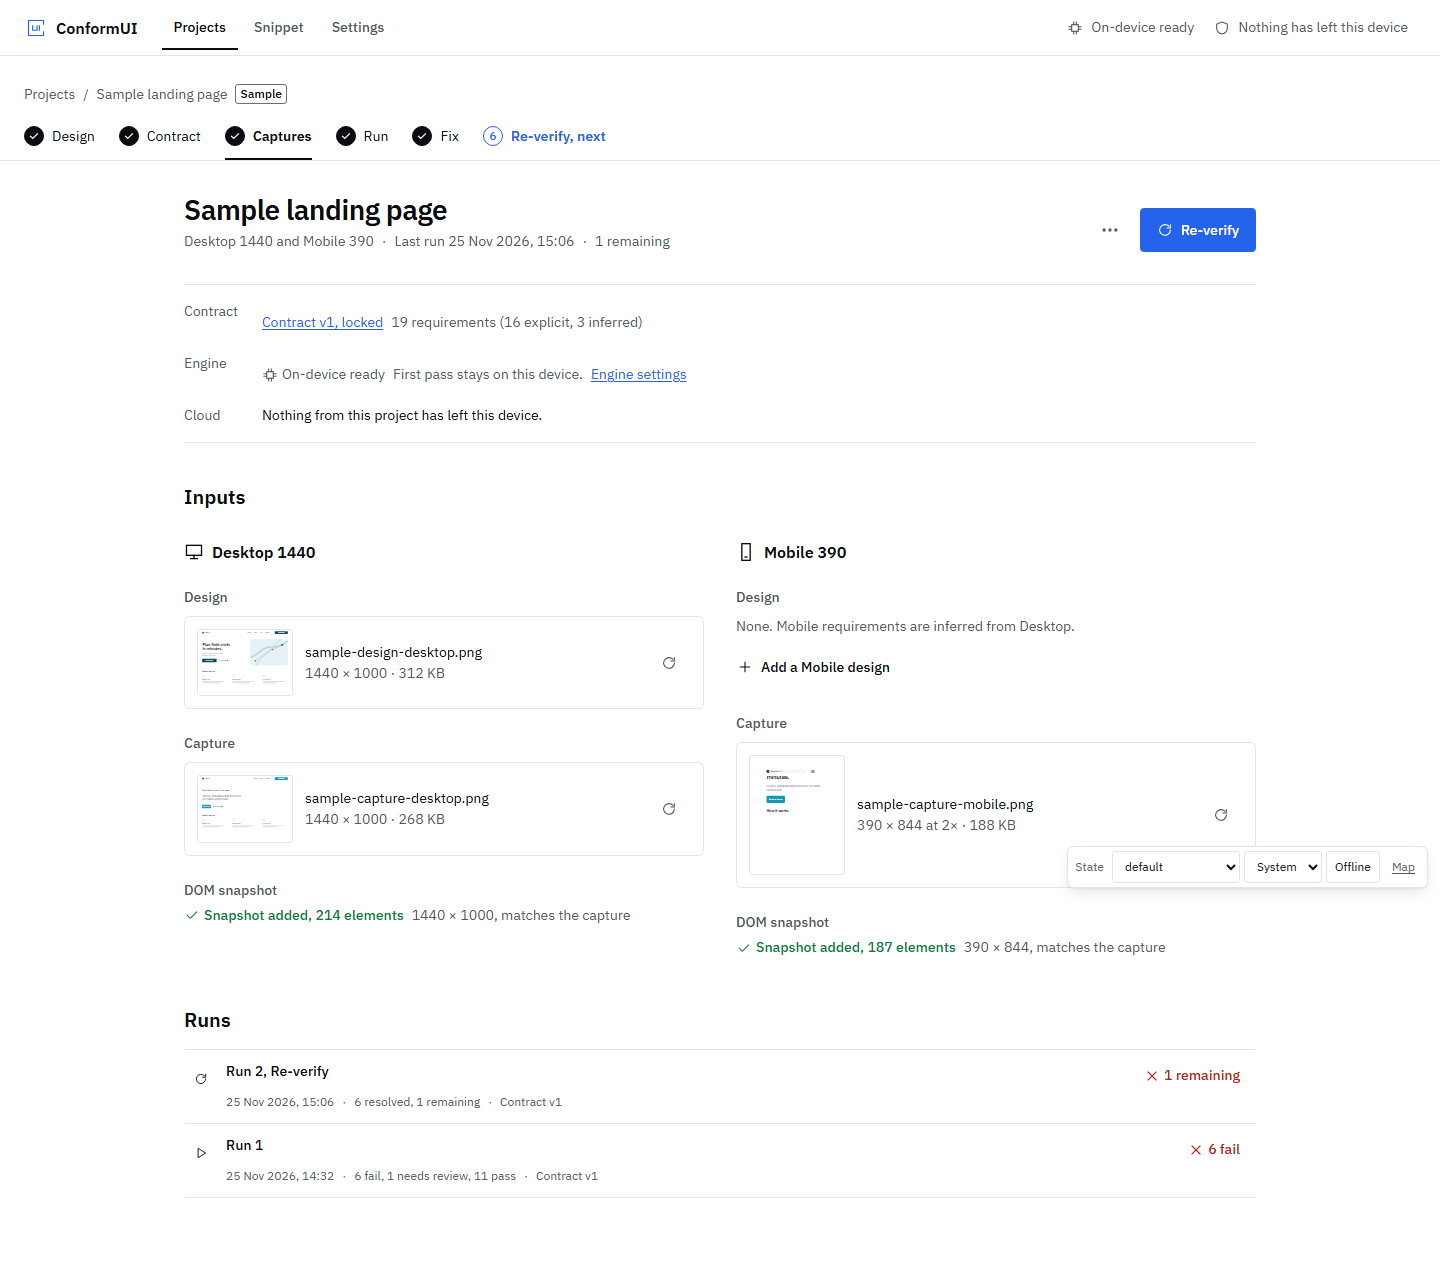 ConformUI
Projects Snippet Settings
On-device ready Nothing has left this device
Projects / Sample landing page Sample
Design Contract Captures Run Fix 6 Re-verify, next
Sample landing page
Desktop 1440 and Mobile 390 · Last run 25 Nov 2026, 15:06 · 1 remaining
Re-verify
Contract
Contract v1, locked 19 requirements (16 explicit, 3 inferred)
Engine
On-device ready First pass stays on this device. Engine settings
Cloud
Nothing from this project has left this device.
Inputs
Desktop 1440
Design
Plan field visits
in minutes.
sample-design-desktop.png
1440 × 1000 · 312 KB
Capture
sample-capture-desktop.png
1440 × 1000 · 268 KB
DOM snapshot
Snapshot added, 214 elements 1440 × 1000, matches the capture
Mobile 390
Design
None. Mobile requirements are inferred from Desktop.
Add a Mobile design
Capture
minutes.
How it works
sample-capture-mobile.png
390 × 844 at 2× · 188 KB
State default System Offline Map
DOM snapshot
Snapshot added, 187 elements 390 × 844, matches the capture
Runs
Run 2, Re-verify
25 Nov 2026, 15:06 · 6 resolved, 1 remaining · Contract v1
1 remaining
Run 1
25 Nov 2026, 14:32 · 6 fail, 1 needs review, 11 pass · Contract v1
6 fail